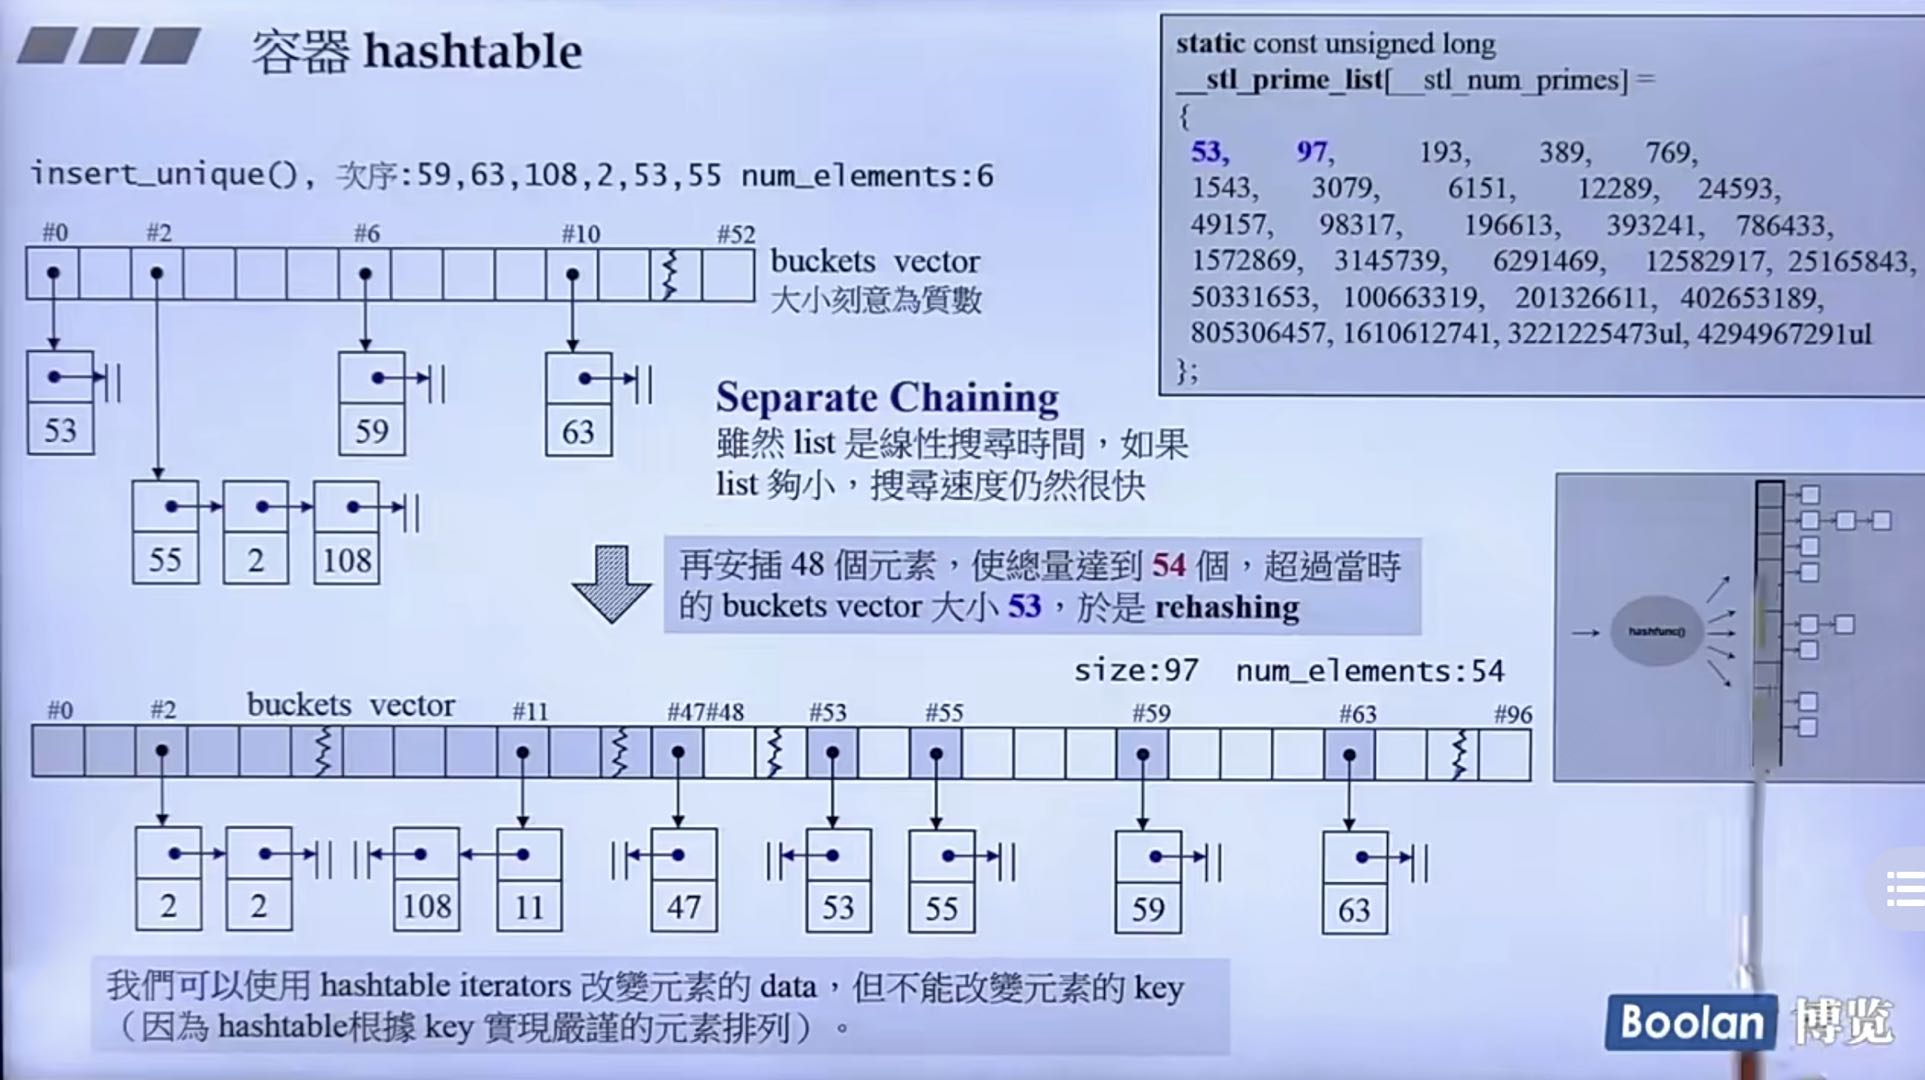 容器 hashtable
static const unsigned long
__stl_prime_list[__stl_num_primes] =
{
53, 97, 193, 389, 769,
1543, 3079, 6151, 12289, 24593,
49157, 98317, 196613, 393241, 786433,
1572869, 3145739, 6291469, 12582917, 25165843,
50331653, 100663319, 201326611, 402653189,
805306457, 1610612741, 3221225473ul, 4294967291ul
};
insert_unique(), 次序:59,63,108,2,53,55 num_elements:6
#0 #2 #6 #10 #52
buckets vector
大小刻意為質數
53 59 63
55 2 108
Separate Chaining
雖然 list 是線性搜尋時間，如果
list 夠小，搜尋速度仍然很快
再安插 48 個元素，使總量達到 54 個，超過當時
的 buckets vector 大小 53，於是 rehashing
hashfunc()
size:97 num_elements:54
buckets vector
#0 #2 #11 #47#48 #53 #55 #59 #63 #96
2 2 108 11 47 53 55 59 63
我們可以使用 hashtable iterators 改變元素的 data，但不能改變元素的 key
（因為 hashtable根據 key 實現嚴謹的元素排列）。
Boolan 博览